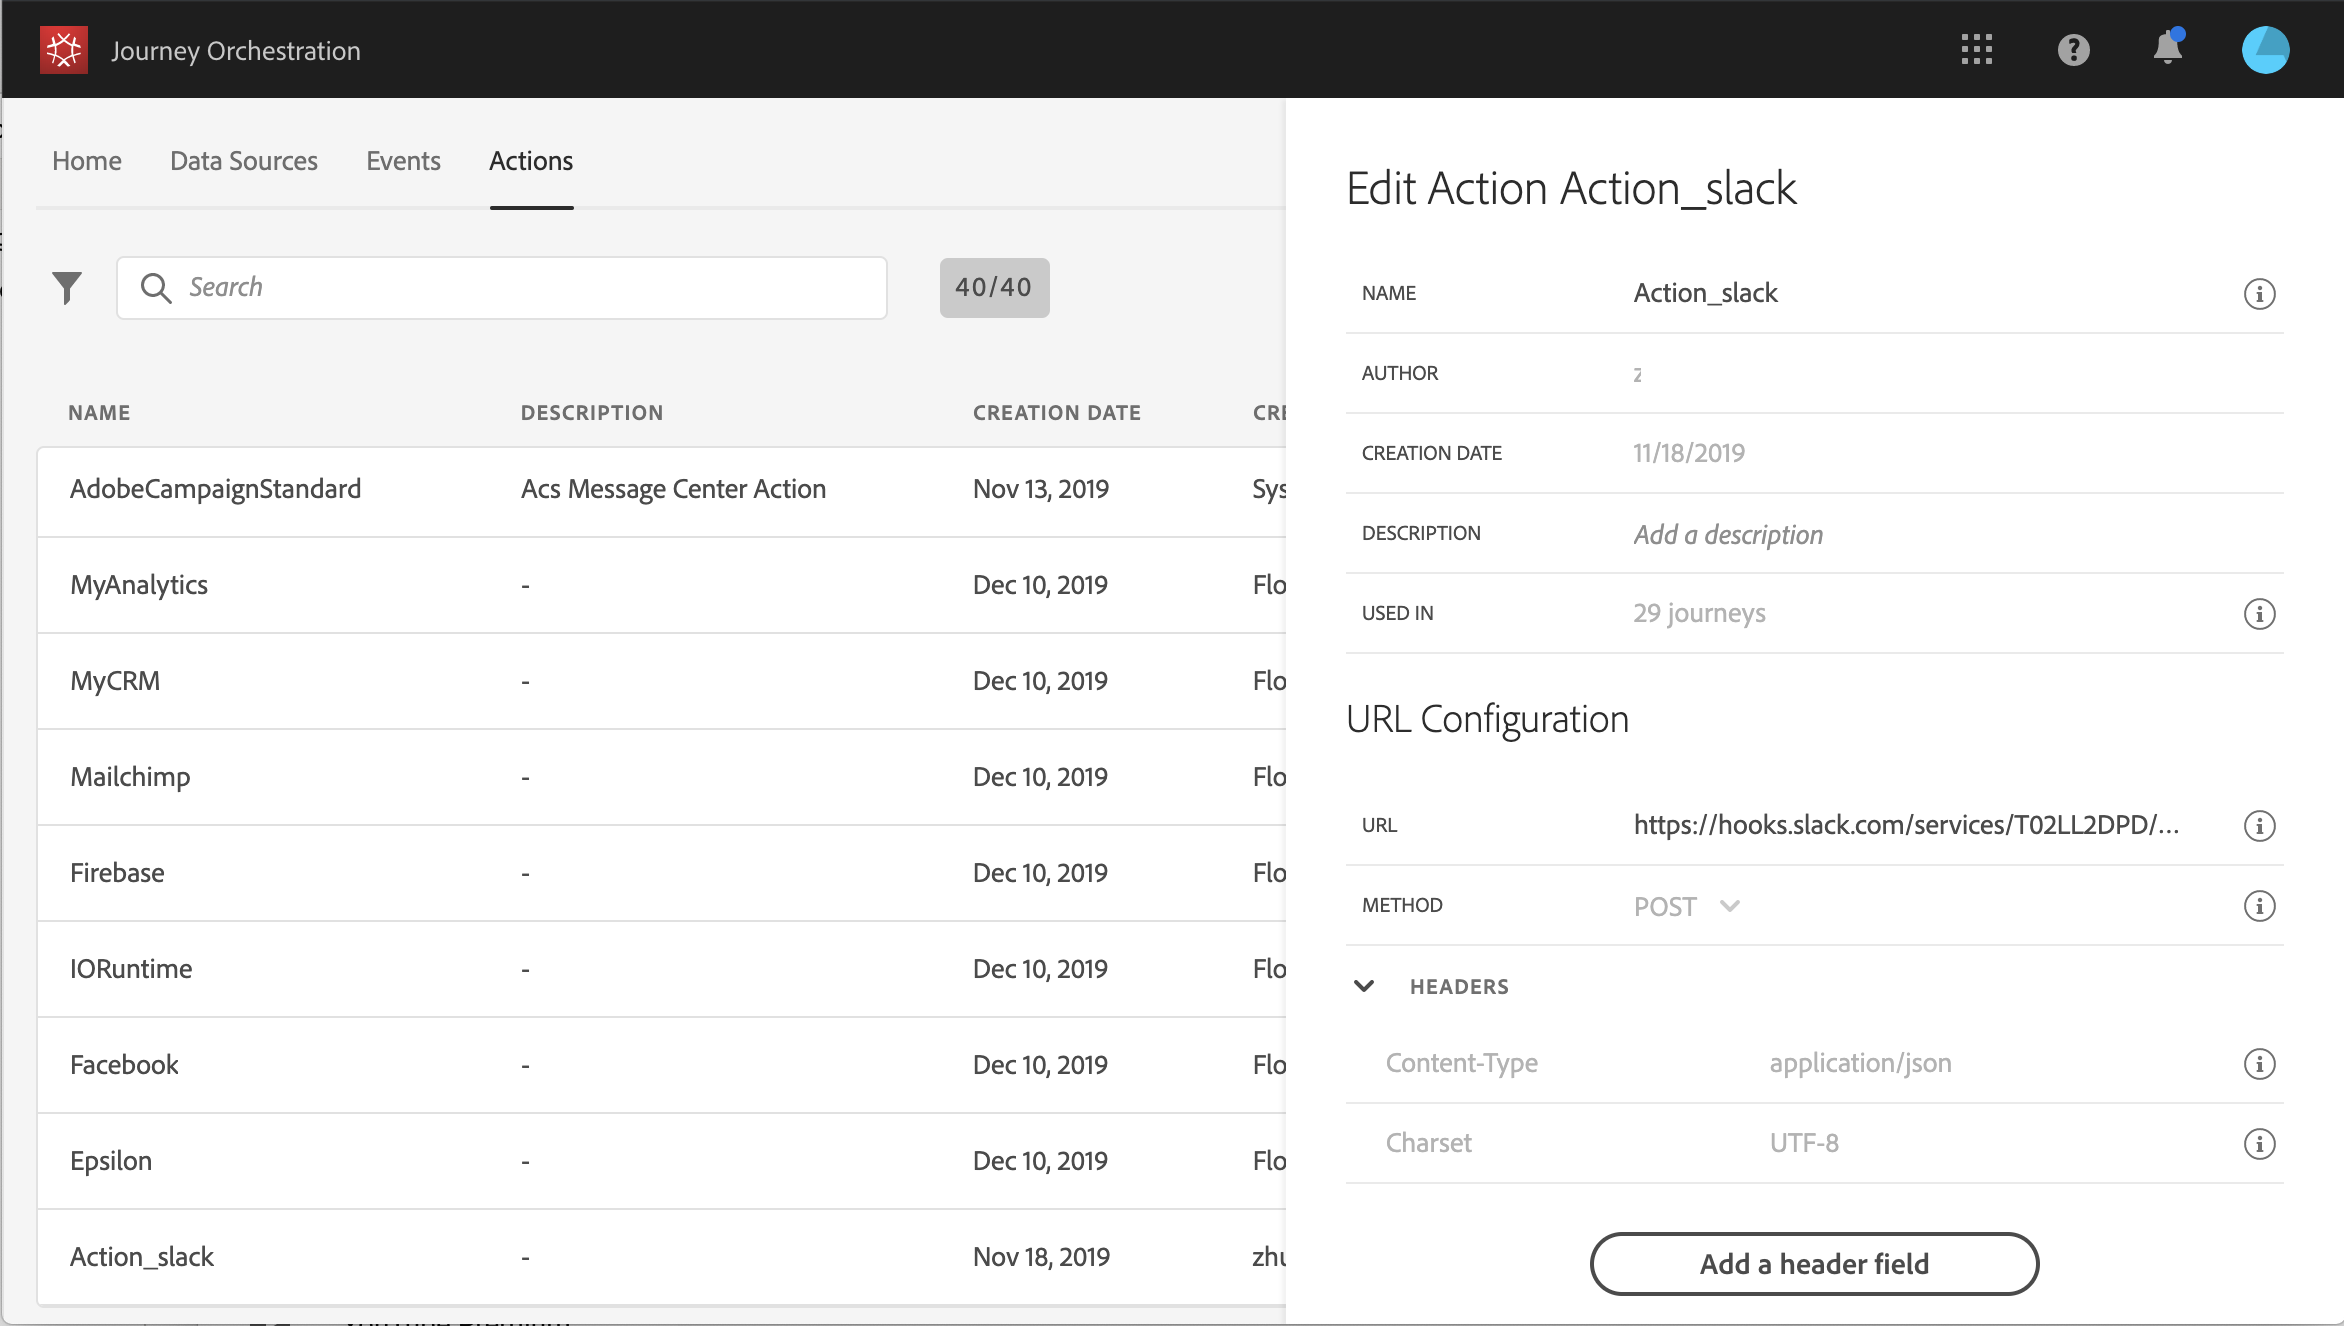 Journey Orchestration
Home Data Sources Events Actions
Search
40/40
NAME DESCRIPTION CREATION DATE CRE
AdobeCampaignStandard Acs Message Center Action Nov 13, 2019 Sys
MyAnalytics - Dec 10, 2019 Flo
MyCRM - Dec 10, 2019 Flo
Mailchimp - Dec 10, 2019 Flo
Firebase - Dec 10, 2019 Flo
IORuntime - Dec 10, 2019 Flo
Facebook - Dec 10, 2019 Flo
Epsilon - Dec 10, 2019 Flo
Action_slack - Nov 18, 2019 zhu
Edit Action Action_slack
NAME Action_slack
AUTHOR z
CREATION DATE 11/18/2019
DESCRIPTION Add a description
USED IN 29 journeys
URL Configuration
URL https://hooks.slack.com/services/T02LL2DPD/...
METHOD POST
HEADERS
Content-Type application/json
Charset UTF-8
Add a header field